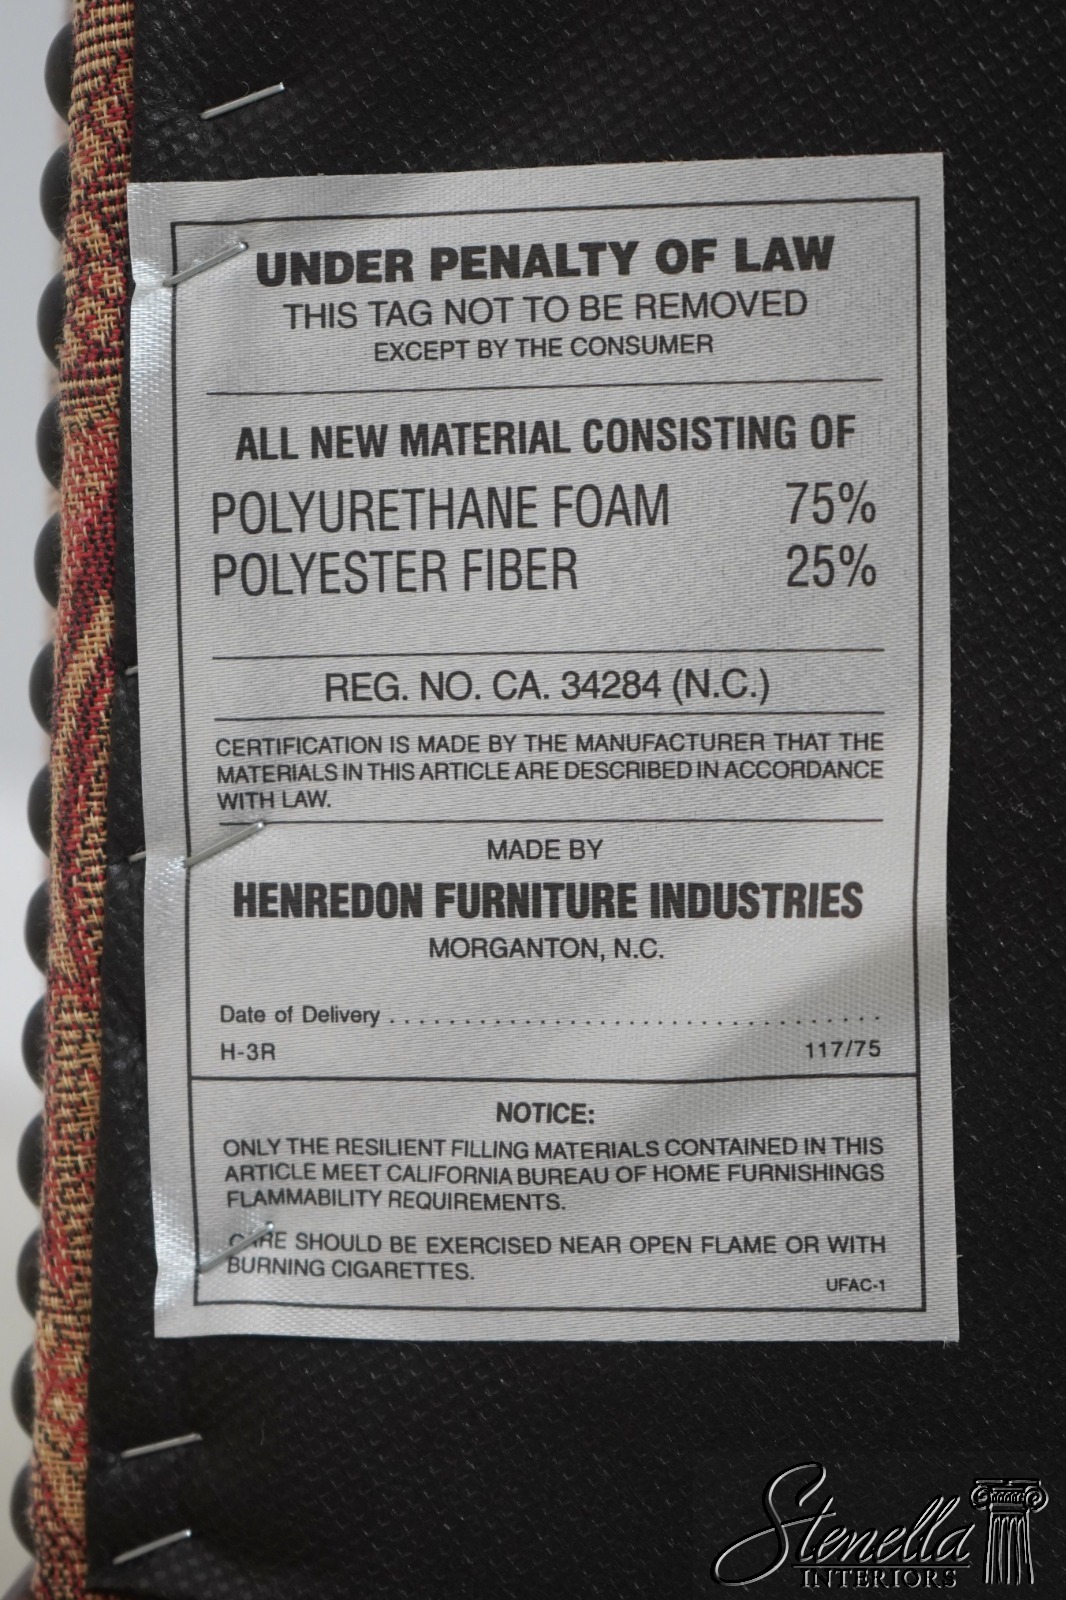 UNDER PENALTY OF LAW
THIS TAG NOT TO BE REMOVED
EXCEPT BY THE CONSUMER
ALL NEW MATERIAL CONSISTING OF
POLYURETHANE FOAM 75%
POLYESTER FIBER 25%
REG. NO. CA. 34284 (N.C.)
CERTIFICATION IS MADE BY THE MANUFACTURER THAT THE
MATERIALS IN THIS ARTICLE ARE DESCRIBED IN ACCORDANCE
WITH LAW.
MADE BY
HENREDON FURNITURE INDUSTRIES
MORGANTON, N.C.
Date of Delivery ......................................
H-3R 117/75
NOTICE:
ONLY THE RESILIENT FILLING MATERIALS CONTAINED IN THIS
ARTICLE MEET CALIFORNIA BUREAU OF HOME FURNISHINGS
FLAMMABILITY REQUIREMENTS.
CARE SHOULD BE EXERCISED NEAR OPEN FLAME OR WITH
BURNING CIGARETTES.
UFAC-1
Stenella
INTERIORS